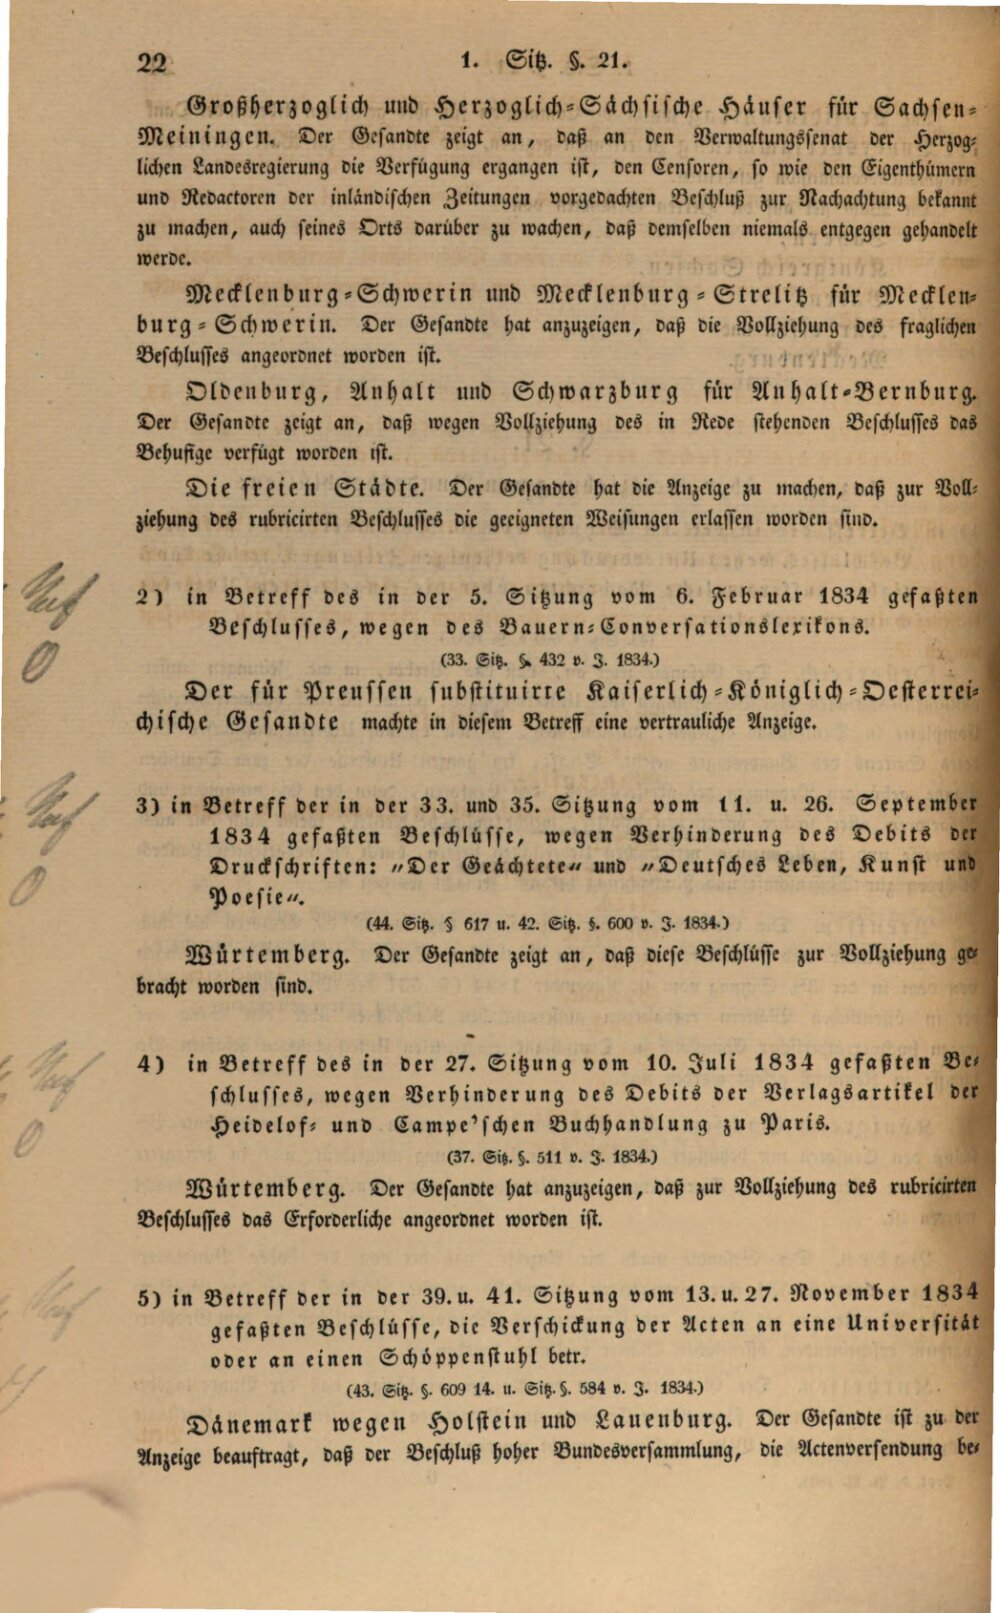 22
1. Sitz. §. 21.
Großherzoglich und Herzoglich-Sächsische Häuser für Sachsen-
Meiningen. Der Gesandte zeigt an, daß an den Verwaltungssenat der Herzog-
lichen Landesregierung die Verfügung ergangen ist, den Censoren, so wie den Eigenthümern
und Redactoren der inländischen Zeitungen vorgedachten Beschluß zur Nachachtung bekannt
zu machen, auch seines Orts darüber zu wachen, daß demselben niemals entgegen gehandelt
werde.
Mecklenburg-Schwerin und Mecklenburg-Strelitz für Mecklen-
burg-Schwerin. Der Gesandte hat anzuzeigen, daß die Vollziehung des fraglichen
Beschlusses angeordnet worden ist.
Oldenburg, Anhalt und Schwarzburg für Anhalt-Bernburg.
Der Gesandte zeigt an, daß wegen Vollziehung des in Rede stehenden Beschlusses das
Behufige verfügt worden ist.
Die freien Städte. Der Gesandte hat die Anzeige zu machen, daß zur Voll-
ziehung des rubricirten Beschlusses die geeigneten Weisungen erlassen worden sind.
2) in Betreff des in der 5. Sitzung vom 6. Februar 1834 gefaßten
Beschlusses, wegen des Bauern-Conversationslexikons.
(33. Sitz. §. 432 v. J. 1834.)
Der für Preussen substituirte Kaiserlich-Königlich-Oesterrei-
chische Gesandte machte in diesem Betreff eine vertrauliche Anzeige.
3) in Betreff der in der 33. und 35. Sitzung vom 11. u. 26. September
1834 gefaßten Beschlüsse, wegen Verhinderung des Debits der
Druckschriften: „Der Geächtete“ und „Deutsches Leben, Kunst und
Poesie“.
(44. Sitz. § 617 u. 42. Sitz. §. 600 v. J. 1834.)
Würtemberg. Der Gesandte zeigt an, daß diese Beschlüsse zur Vollziehung ge-
bracht worden sind.
4) in Betreff des in der 27. Sitzung vom 10. Juli 1834 gefaßten Be-
schlusses, wegen Verhinderung des Debits der Verlagsartikel der
Heidelof- und Campe'schen Buchhandlung zu Paris.
(37. Sitz. §. 511 v. J. 1834.)
Würtemberg. Der Gesandte hat anzuzeigen, daß zur Vollziehung des rubricirten
Beschlusses das Erforderliche angeordnet worden ist.
5) in Betreff der in der 39. u. 41. Sitzung vom 13. u. 27. November 1834
gefaßten Beschlüsse, die Verschickung der Acten an eine Universität
oder an einen Schöppenstuhl betr.
(43. Sitz. §. 609 14. u. Sitz. §. 584 v. J. 1834.)
Dänemark wegen Holstein und Lauenburg. Der Gesandte ist zu der
Anzeige beauftragt, daß der Beschluß hoher Bundesversammlung, die Actenversendung be-